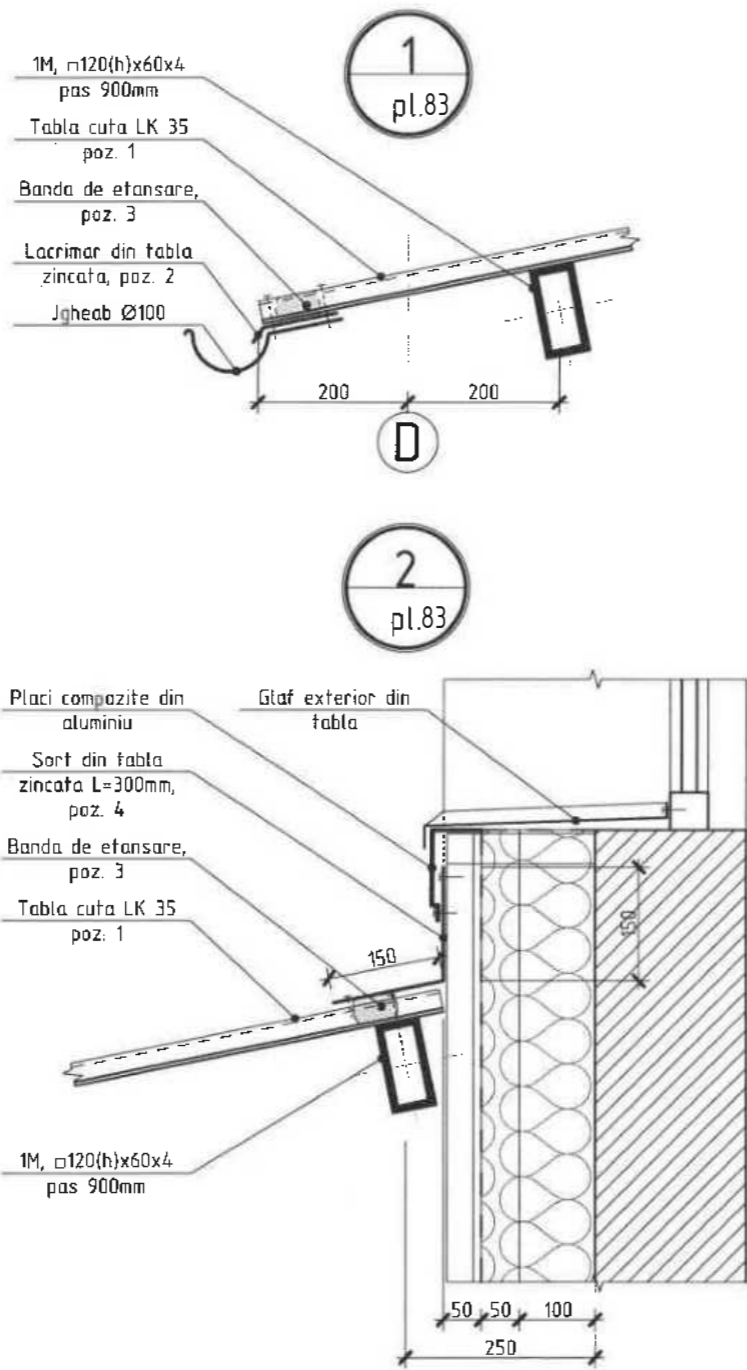 1
pl.83
1M, □120(h)x60x4
pas 900mm
Tabla cuta LK 35
poz. 1
Banda de etansare,
poz. 3
Lacrimar din tabla
zincata, poz. 2
Jgheab Ø100
200
200
D
2
pl.83
Placi compozite din
aluminiu
Glaf exterior din
tabla
Sort din tabla
zincata L=300mm,
poz. 4
Banda de etansare,
poz. 3
Tabla cuta LK 35
poz. 1
150
150
1M, □120(h)x60x4
pas 900mm
50
50
100
250